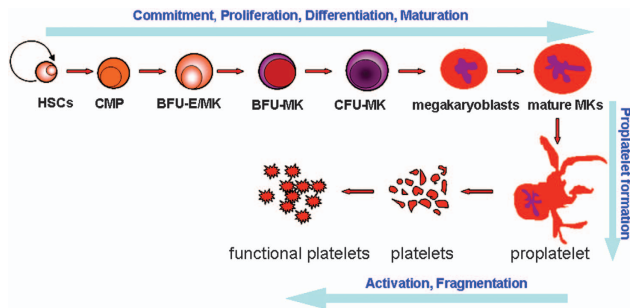 Commitment, Proliferation, Differentiation, Maturation
HSCs CMP BFU-E/MK BFU-MK CFU-MK megakaryoblasts mature MKs
Proplatelet formation
functional platelets platelets proplatelet
Activation, Fragmentation